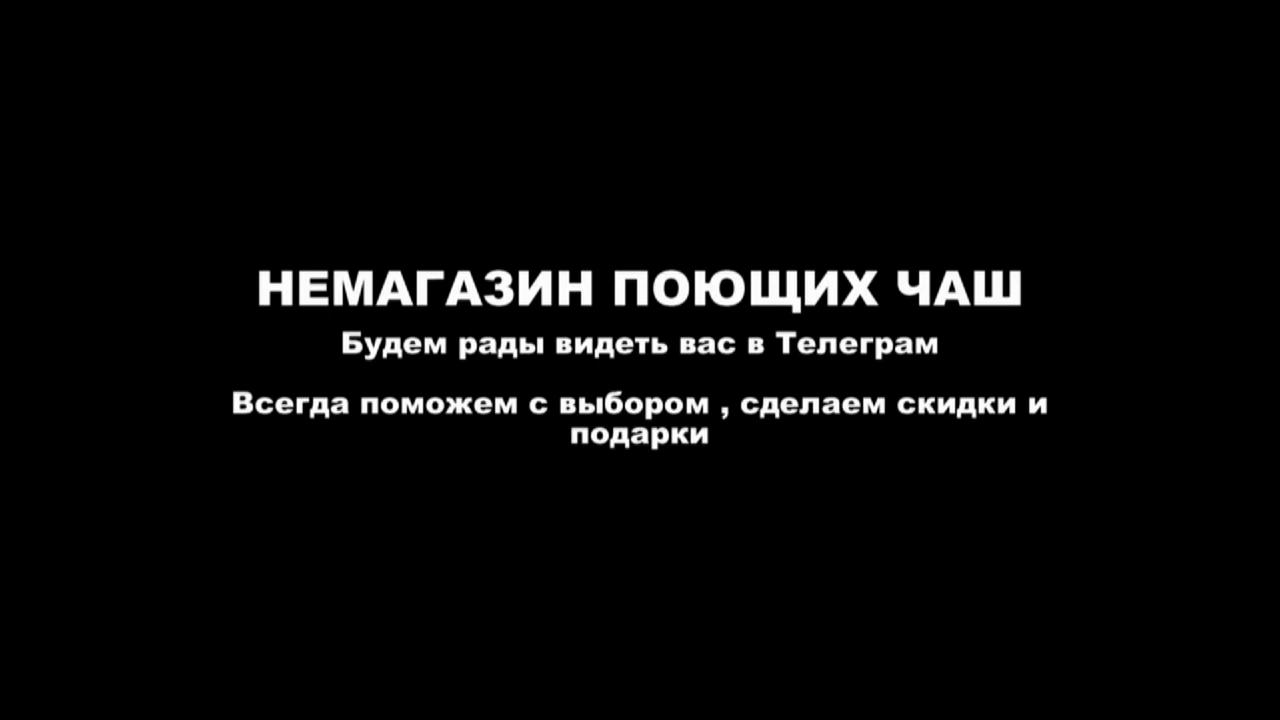 НЕМАГАЗИН ПОЮЩИХ ЧАШ
Будем рады видеть вас в Телеграм
Всегда поможем с выбором , сделаем скидки и
подарки